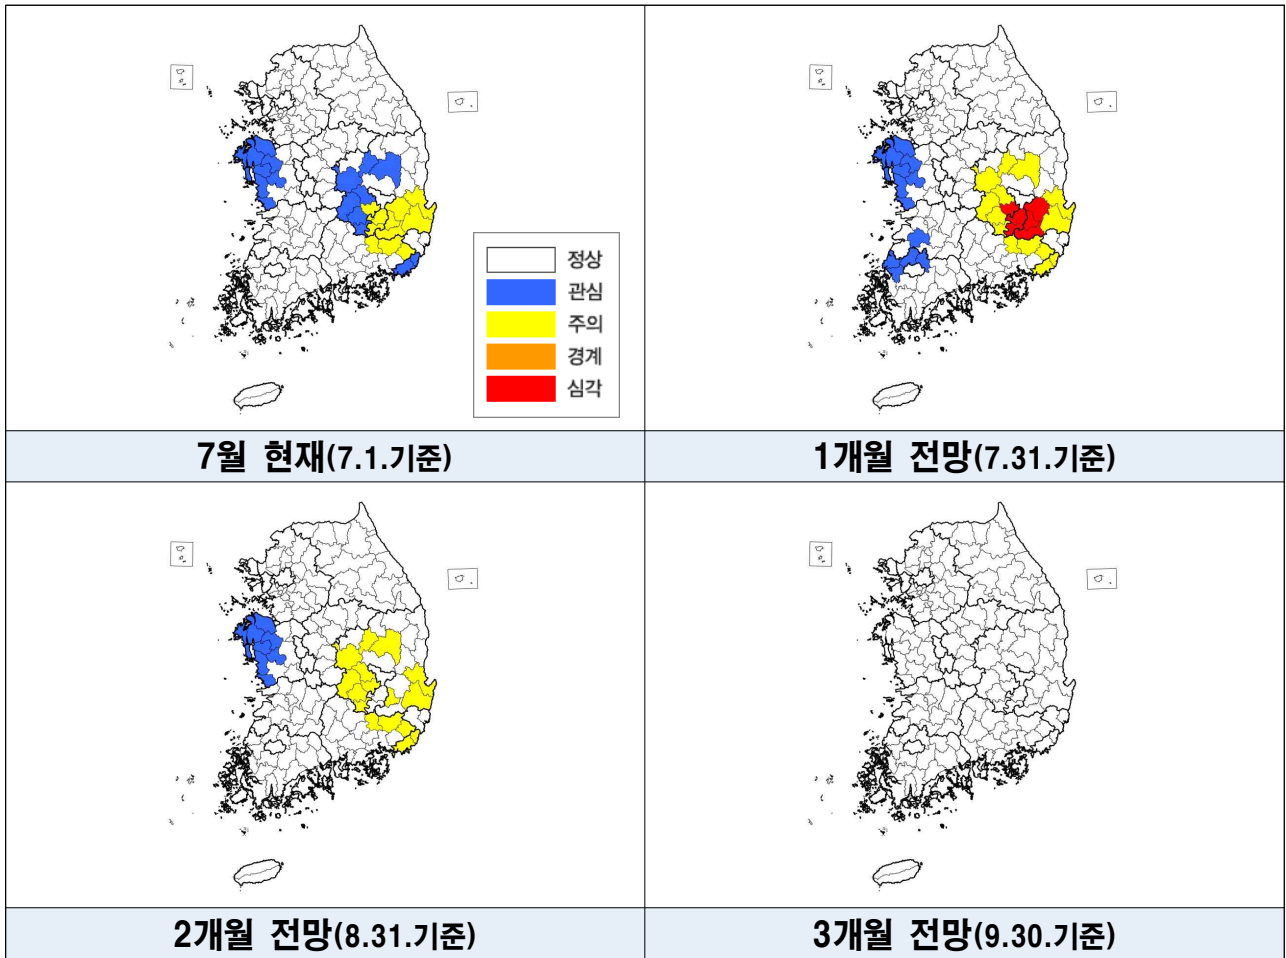 정상
관심
주의
경계
심각
7월 현재(7.1.기준)
1개월 전망(7.31.기준)
2개월 전망(8.31.기준)
3개월 전망(9.30.기준)